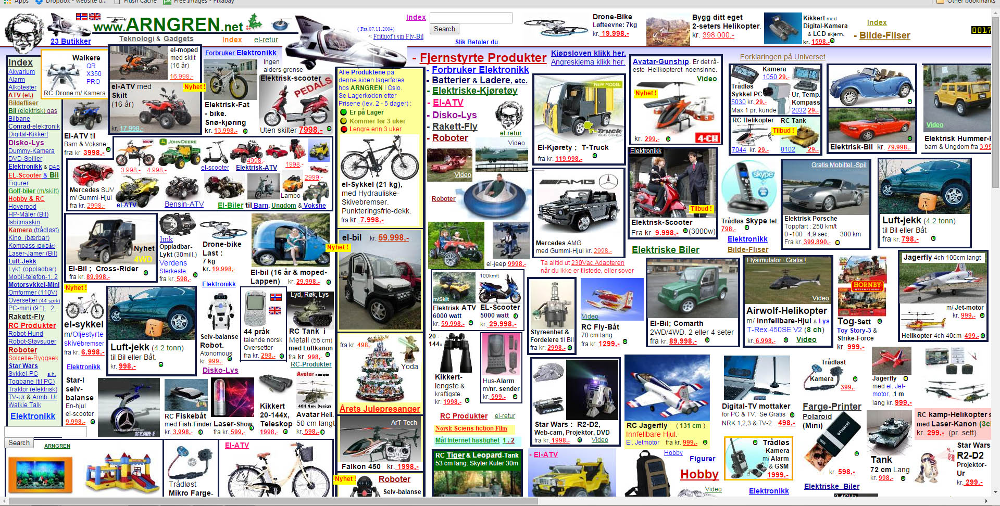 Apps
Dropbox - website u...
Flush Cache
Free Images - Pixabay
Other bookmarks
www.ARNGREN.net
23 Butikker
Teknologi & Gadgets
Index
el-retur
( Fra 07.11.2004)
< Frithjof i sin Fly-Bil
Index
Search
Slik Betaler du
Drone-Bike
Løfteevne: 7kg
kr. 19.998,-
Bygg ditt eget
2-seters Helikopter.
kr. 398.000,-
Kikkert med
Digital-Kamera
& LCD skjerm.
kr. 1598,-
Index
- Bilde-Fliser
0017
Index
Akvarium
Alarm
Alkotester
ATV (el.)
Bildefliser
Bil (elektrisk) gas
Bilbane
Conrad-elektronik
Digital-Kikkert
Disko-Lys
Dummy-Kamera
DVD-Spiller
Elektronikk & DAB
EL-Scooter & Bil
Figurer
Golf-biler (m/skilt)
Hobby & RC
Hoverpod
HP-Måler (Bil)
Isbitmaskin
Kamera (trådløst)
Kino (bærbar)
Kompass (Bil/Båt)
Laser-Jamer (Bil)
Luft-Jekk
Lykt (oppladbar)
Mobil-telefon-1, 2
Motorsykkel-Mini
Omformer (110V)
Oversetter (44 sprk)
PC-mini (9 "), 2.
Rakett-Fly
RC Produkter
Robot-Hund
Robot-Støvsuger
Roboter
Solcelle-Ryggsek
Star Wars
Sykkel-PC s.h.
Togbane (til PC)
Traktor (elektrisk)
TV-Ur & Armb. Ur
Walkie Talk
Elektronikk
Search
ARNGREN
Walkere
QR
X350
PRO
RC-Drone m/ Kamera
el-moped
med skilt
(16 år)
16.998,-
el-ATV med
Skilt
(16 år)
Nyhet !
kr. 17.998,-
El-ATV til
Barn & Voksne.
fra kr. 3998,-
Forbruker Elektronikk
Ingen
alders-grense
Elektrisk-scooter
PEDALS
Elektrisk-Fat
- bike.
Snø-kjøring
kr. 13.998,-
Uten skilter 7998,-
Alle Produktene på
denne siden lagerføres
hos ARNGREN i Oslo.
Se Lagerkoden etter
Prisene (lev. 2 - 5 dager) :
Er på Lager
Kommer før 3 uker
Lengre enn 3 uker
el-Sykkel (21 kg),
med Hydrauliske-
Skivebremser.
Punkteringsfrie-dekk.
fra kr. 7.998,-
1000W
JOHN DEERE
3.998,-
4.998,-
el-scooter
4998,-
Elektrisk-ATV
1998,-
2999,-
Mercedes SUV
m/ Gummi-Hjul
fra kr. 2998,-
el-ATV
Bensin-ATV
Lambo
El-Biler til Barn, Ungdom & Voksne
- Fjernstyrte Produkter
- Forbruker Elektronikk
- Batterier & Ladere, etc.
- Elektriske-Kjøretøy
- El-ATV
- Disko-Lys
- Rakett-Fly
- Roboter
el-retur
Video
Video
Roboter
Kjøpsloven klikk her.
Angreskjema klikk her.
NEW MODEL
T-Truck
El-Kjørety ; T-Truck
fra kr. 119.998,-
Avatar-Gunship. Er det rå-
este Helikopteret noensinne.
Video
Nyhet !
kr. 299,-
4-CH
Forklaringen på Universet
Kamera
1050 29,-
Trådløs
Sykkel-PC
5030 kr. 29,-
Max 1 pr. kunde
Ur, Temp.
Kompass
2032 29,-
RC Helikopter
RC Tank
Tilbud !
7044 kr. 29,-
0102 29,-
Elektrisk-Bil kr. 79.998,-
Video
Elektrisk Hummer-H
barn & Ungdom fra 3.99
AMG
Mercedes AMG
med Gummi-Hjul kr. 2998,-
Elektronikk
Tilbud !
Elektrisk-Scooter
Fra kr. 9.998,- (3000w)
skype
Trådløs Skype-tel.
798,-
Elektronikk
Bilde-Fliser
Gratis Mobiltel.-Spil
Elektrisk Porsche
Toppfart : 250 km/t
0 -100 : 4,9 sec. 300 km
Fra kr. 399.890,-
Luft-jekk (4.2 tonn)
til Bil eller Båt
fra kr. 798,-
Nyhet
4WD
El-Bil ; Cross-Rider
fra kr. 89.998,-
link
Oppladbar-
Lykt (30mill.)
Verdens
Sterkeste.
fra kr. 598,-
Drone-bike
Last :
7 kg
kr. 19.998,-
Elektronikk
El-bil (16 år & moped-
Lappen) kr. 29.998,-
el-bil kr. 59.998,-
Nyhet !
el-jeep 9998,-
Ta alltid ut 230Vac Adapteren
når du ikke er tilstede, eller sover
Elektriske Biler
m/Skilt
100km/t
Elektrisk-ATV
6000 watt
kr. 59.998,-
EL-Scooter
5000 watt
kr. 29.998,-
Styreenhet &
Fordelere til Bil
fra kr. 2998,-
Video
RC Fly-Båt
70 cm lang
fra kr. 1299,-
El-Bil; Comarth
2WD/4WD. 2 eller 4 seter
fra kr. 89.998,-
Flysimulator Gratis !
Video
Airwolf-Helikopter
m/ Innfellbare-Hjul & Lys
T-Rex 450SE V2 (8 ch)
kr. 6.998,- Video
HORNBY
INTERNATIONAL
Tog-Sett
Toy Story-3 &
Strike-Force
kr. 999,-
Jagerfly 4ch 100cm langt
m/ Jet-motor
kr. 999,-
Helikopter 4ch 40cm 499,-
Nyhet !
el-sykkel
m/Oljestyrte
skivebremser
fra kr. 6.998,-
Elektronikk
Luft-jekk (4.2 tonn)
til Bil eller Båt.
kr. 998,-
Selv-balanse
Robot.
Atonomous
kr. 999,-
Disko-Lys
44 pråk
talende norsk
Oversetter
fra kr. 298,-
Lyd, Røk, Lys
RC Tank i
Metall (55 cm)
med Luftkanon
fra kr. 998,-
RC-Produkter
fra kr. 498,-
Yoda
Årets Julepresanger
20 -
144x
Kikkert-
lengste &
kraftigste.
kr. 1998,-
Hus-Alarm
m/nr. sender
kr. 599,-
RC Produkter
el-retur
Norsk Sciens fiction Film
Mål Internet hastighet 1 . 2
STAR WARS
Star Wars : R2-D2,
Web-cam, Projektor, DVD
fra kr. 1998,- Video
RC Jagerfly ( 131 cm )
Innfellbare Hjul.
El. Jetmotor fra kr. 999,-
Digital-TV mottaker
for PC & TV. Se Gratis
NRK 1,2,3 & TV-2 498,-
Trådløst
Kamera
399,-
Jagerfly
med el. Jet-
motor. 1 m
lang kr. 999,-
Farge-Printer
Polaroid
(Mini)
kr. 598,-
Elektriske Biler
RC kamp-Helikopter s
med Laser-Kanon (3ch
kr. 299,- (pr. sett)
Tank
72 cm Lang
kr. 998,-
Star Wars
R2-D2
Projektor-
Ur
kr. 299,-
Star-I
selv-
balanse
En-hjul
el-scooter
9.998,-
RC Fiskebåt
med Fish-Finder
kr. 3.998,-
Laser-Show
fra kr. 599,-
Kikkert
20-144x,
Teleskop
1998,-
Avatar Helicopter
4CH New Design
Avatar Heli.
50 cm langt
kr. 598,-
ArT-Tech
Falkon 450 kr. 1998,-
Trådløst
Mikro Farge-
El-ATV
Nyhet !
Roboter
Selv-balanse
RC Tiger & Leopard-Tank
53 cm lang. Skyter Kuler 30m
- El-ATV
Hobby
Figurer
Hobby
Video
Trådløs
Kamera
m/ Alarm
& GSM
1999,-
Elektronikk